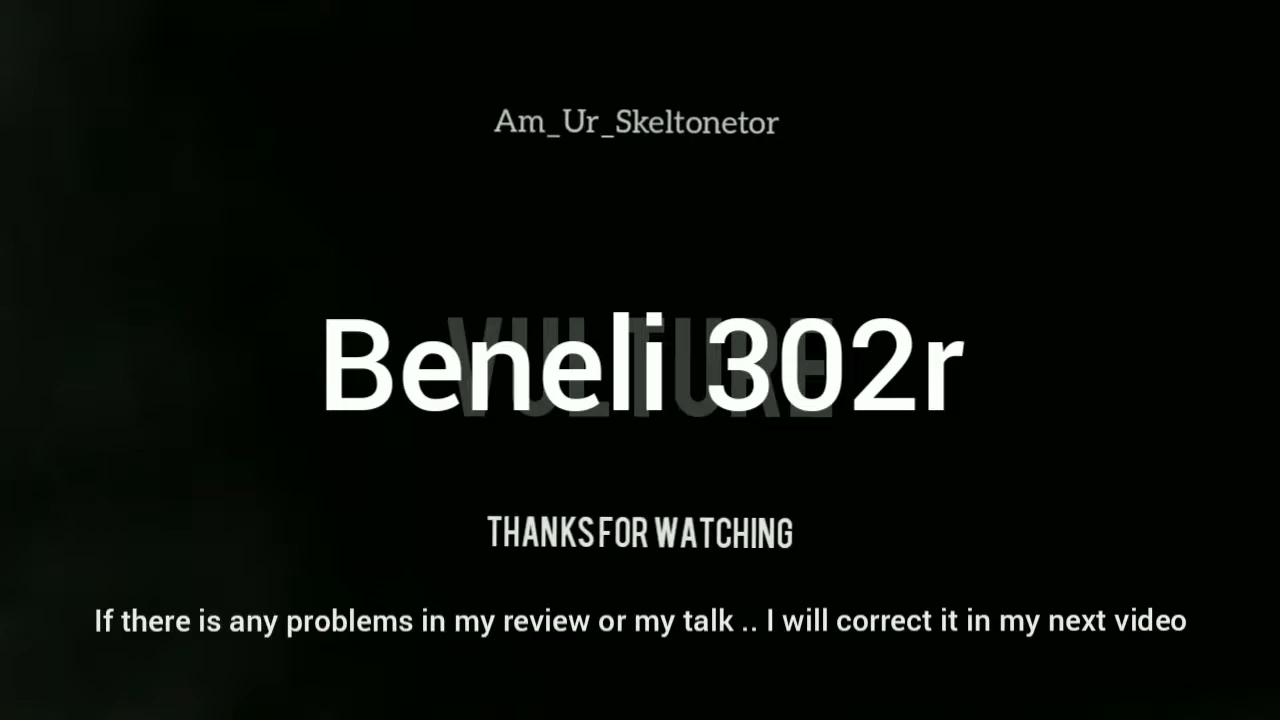 Am_Ur_Skeltonetor
VULTURE
Beneli 302r
THANKS FOR WATCHING
If there is any problems in my review or my talk .. I will correct it in my next video